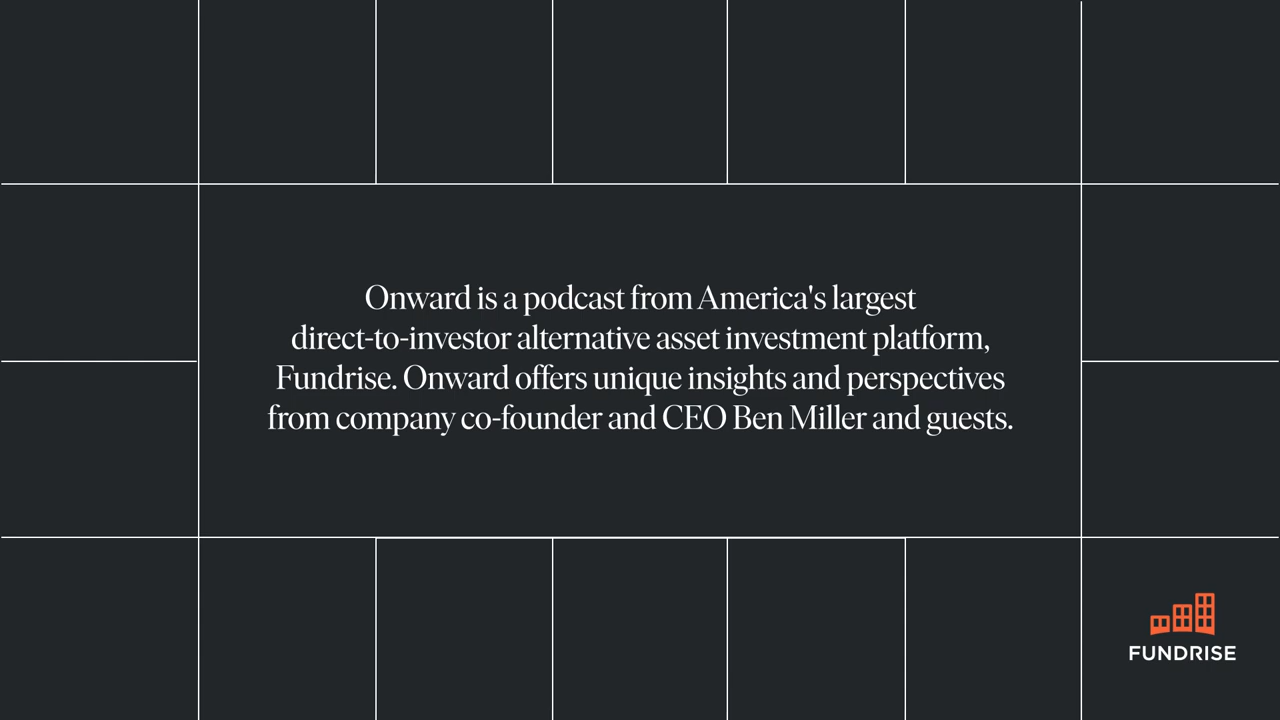 Onward is a podcast from America's largest
direct-to-investor alternative asset investment platform,
Fundrise. Onward offers unique insights and perspectives
from company co-founder and CEO Ben Miller and guests.
FUNDRISE